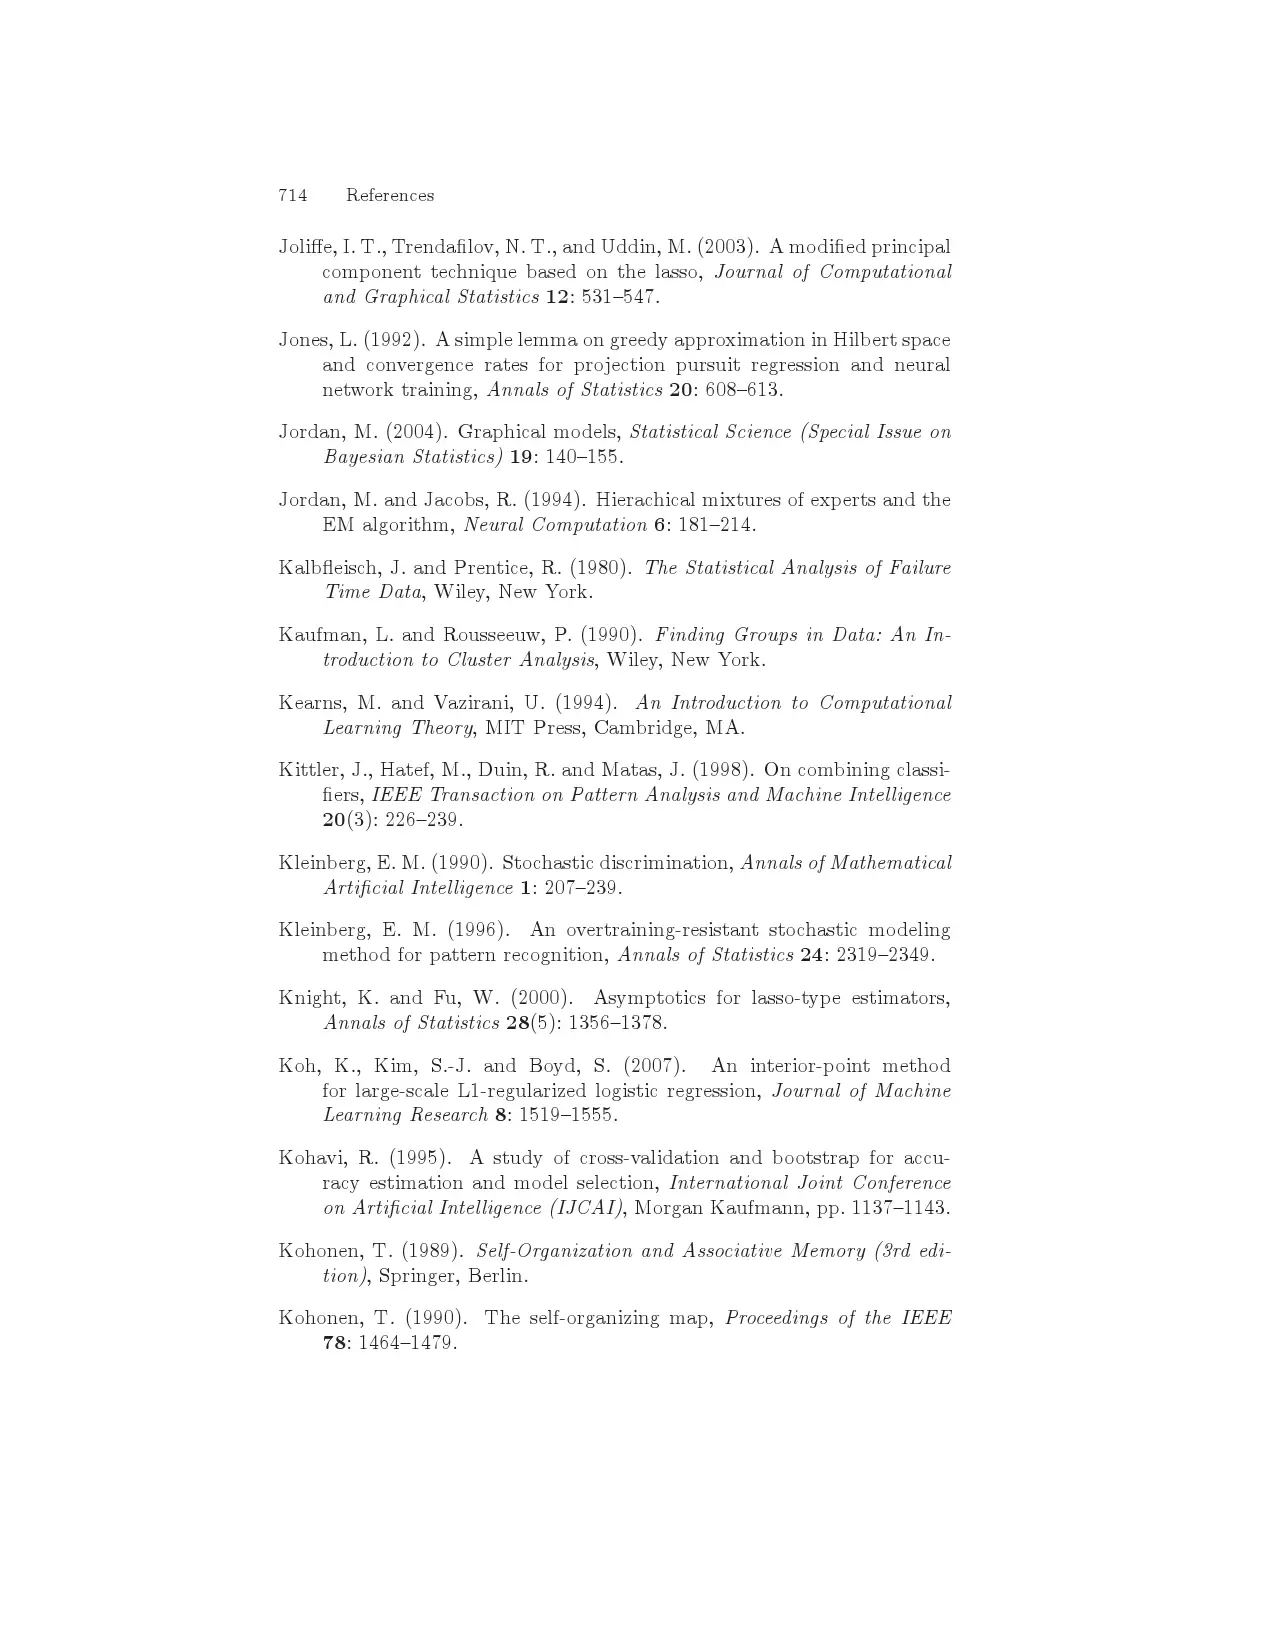 714 References
Joliffe, I. T., Trendafilov, N. T., and Uddin, M. (2003). A modified principal
component technique based on the lasso, Journal of Computational
and Graphical Statistics 12: 531–547.
Jones, L. (1992). A simple lemma on greedy approximation in Hilbert space
and convergence rates for projection pursuit regression and neural
network training, Annals of Statistics 20: 608–613.
Jordan, M. (2004). Graphical models, Statistical Science (Special Issue on
Bayesian Statistics) 19: 140–155.
Jordan, M. and Jacobs, R. (1994). Hierachical mixtures of experts and the
EM algorithm, Neural Computation 6: 181–214.
Kalbfleisch, J. and Prentice, R. (1980). The Statistical Analysis of Failure
Time Data, Wiley, New York.
Kaufman, L. and Rousseeuw, P. (1990). Finding Groups in Data: An In-
troduction to Cluster Analysis, Wiley, New York.
Kearns, M. and Vazirani, U. (1994). An Introduction to Computational
Learning Theory, MIT Press, Cambridge, MA.
Kittler, J., Hatef, M., Duin, R. and Matas, J. (1998). On combining classi-
fiers, IEEE Transaction on Pattern Analysis and Machine Intelligence
20(3): 226–239.
Kleinberg, E. M. (1990). Stochastic discrimination, Annals of Mathematical
Artificial Intelligence 1: 207–239.
Kleinberg, E. M. (1996). An overtraining-resistant stochastic modeling
method for pattern recognition, Annals of Statistics 24: 2319–2349.
Knight, K. and Fu, W. (2000). Asymptotics for lasso-type estimators,
Annals of Statistics 28(5): 1356–1378.
Koh, K., Kim, S.-J. and Boyd, S. (2007). An interior-point method
for large-scale L1-regularized logistic regression, Journal of Machine
Learning Research 8: 1519–1555.
Kohavi, R. (1995). A study of cross-validation and bootstrap for accu-
racy estimation and model selection, International Joint Conference
on Artificial Intelligence (IJCAI), Morgan Kaufmann, pp. 1137–1143.
Kohonen, T. (1989). Self-Organization and Associative Memory (3rd edi-
tion), Springer, Berlin.
Kohonen, T. (1990). The self-organizing map, Proceedings of the IEEE
78: 1464–1479.